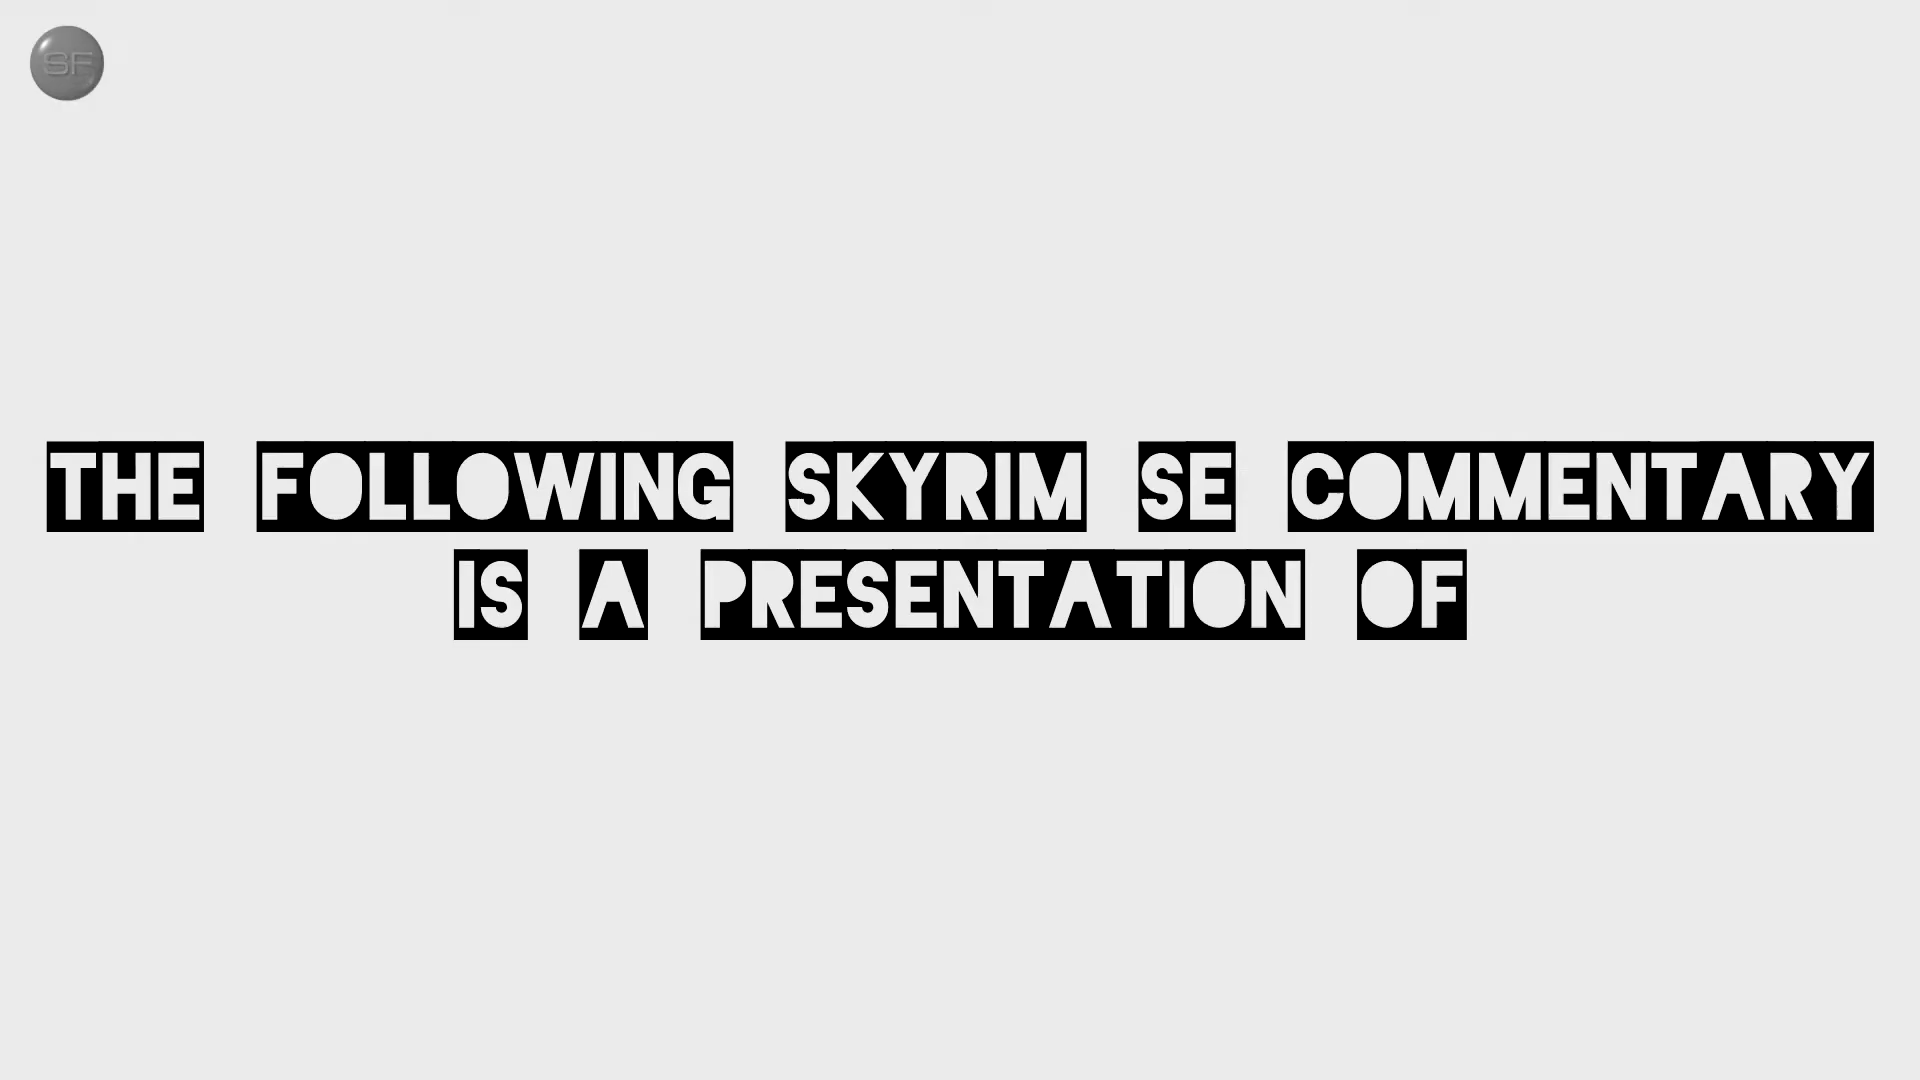 SF
THE FOLLOWING SKYRIM SE COMMENTARY
IS A PRESENTATION OF